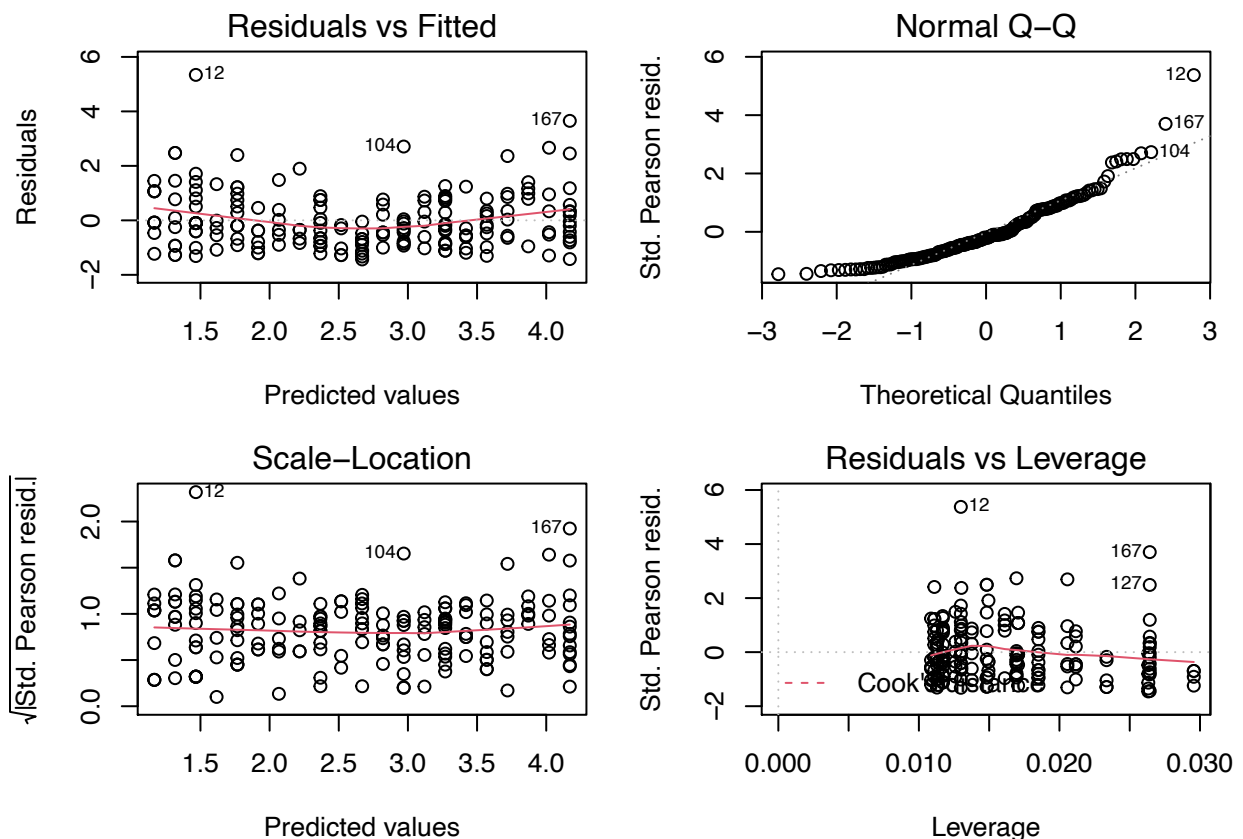 Residuals vs Fitted
Residuals
6
4
2
0
−2
12
104
167
1.5 2.0 2.5 3.0 3.5 4.0
Predicted values
Normal Q−Q
Std. Pearson resid.
6
4
2
0
12
167
104
−3 −2 −1 0 1 2 3
Theoretical Quantiles
Scale−Location
√|Std. Pearson resid.|
2.0
1.0
0.0
12
104
167
1.5 2.0 2.5 3.0 3.5 4.0
Predicted values
Residuals vs Leverage
Std. Pearson resid.
6
4
2
0
−2
12
167
127
Cook's distance
0.000 0.010 0.020 0.030
Leverage